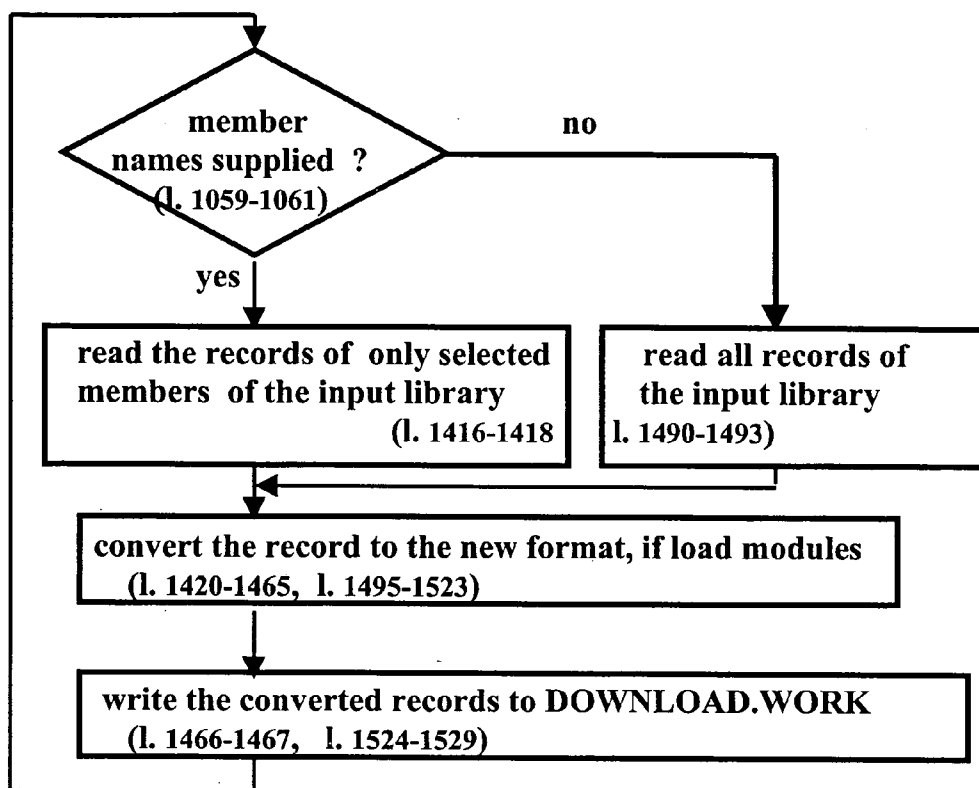 member
names supplied ?
(l. 1059-1061)
no
yes
read the records of only selected
members of the input library
(l. 1416-1418
read all records of
the input library
l. 1490-1493)
convert the record to the new format, if load modules
(l. 1420-1465, l. 1495-1523)
write the converted records to DOWNLOAD.WORK
(l. 1466-1467, l. 1524-1529)